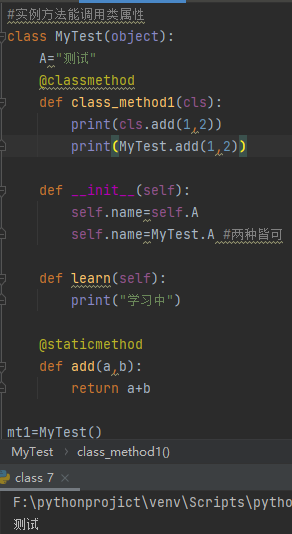 #实例方法能调用类属性
class MyTest(object):
    A="测试"
    @classmethod
    def class_method1(cls):
        print(cls.add(1,2))
        print(MyTest.add(1,2))

    def __init__(self):
        self.name=self.A
        self.name=MyTest.A #两种皆可

    def learn(self):
        print("学习中")

    @staticmethod
    def add(a,b):
        return a+b

mt1=MyTest()
MyTest › class_method1()
class 7 ×
F:\pythonprojict\venv\Scripts\pytho
测试